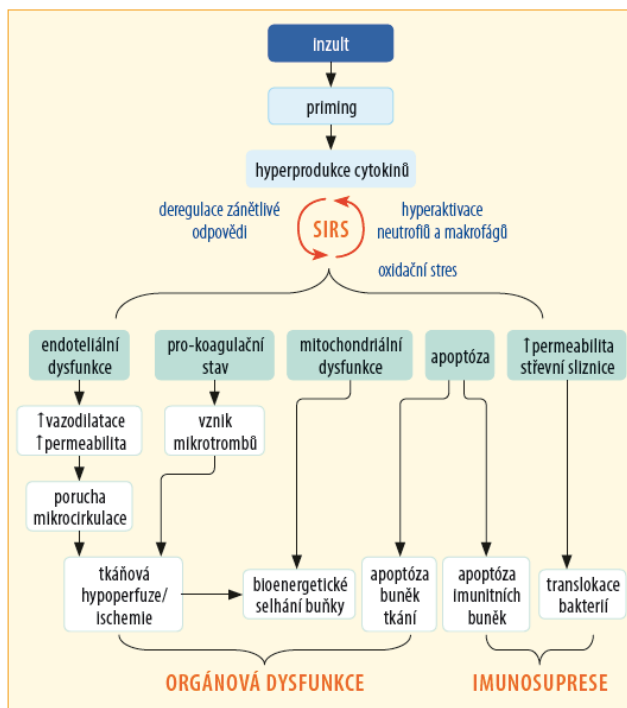 inzult
priming
hyperprodukce cytokinů
deregulace zánětlivé
odpovědi
SIRS
hyperaktivace
neutrofiů a makrofágů
oxidační stres
endoteliální
dysfunkce
pro-koagulační
stav
mitochondriální
dysfunkce
apoptóza
↑permeabilita
střevní sliznice
↑vazodilatace
↑permeabilita
vznik
mikrotrombů
porucha
mikrocirkulace
tkáňová
hypoperfuze/
ischemie
bioenergetické
selhání buňky
apoptóza
buněk
tkání
apoptóza
imunitních
buněk
translokace
bakterií
ORGÁNOVÁ DYSFUNKCE
IMUNOSUPRESE